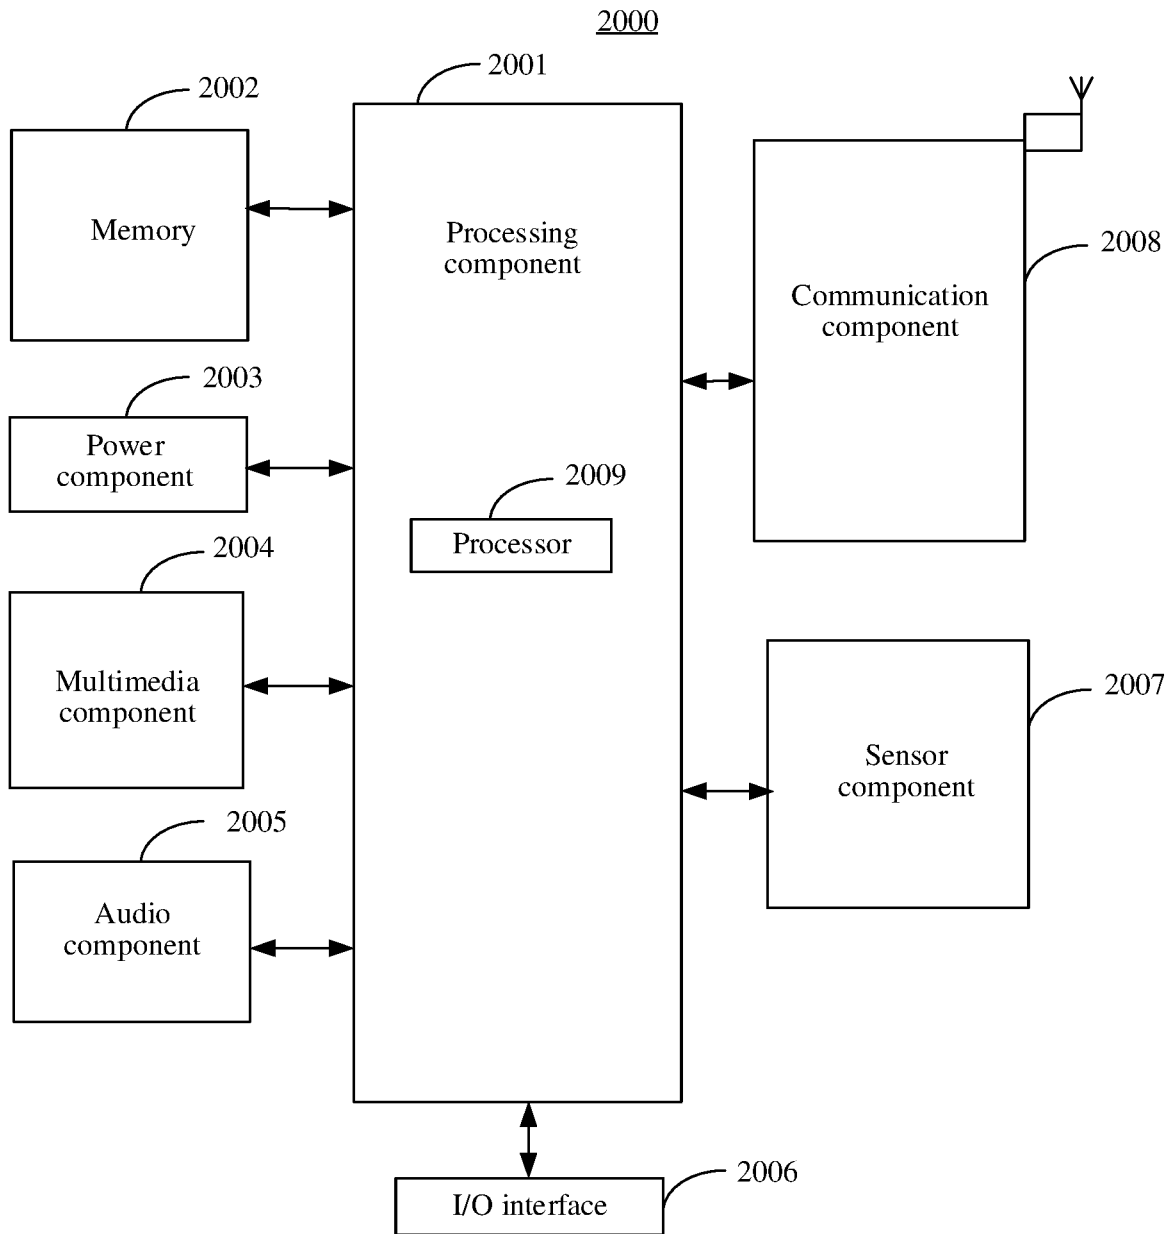 2000
2001
2002
Memory
Processing
component
2008
Communication
component
2003
Power
component
2009
Processor
2004
Multimedia
component
2007
Sensor
component
2005
Audio
component
2006
I/O interface